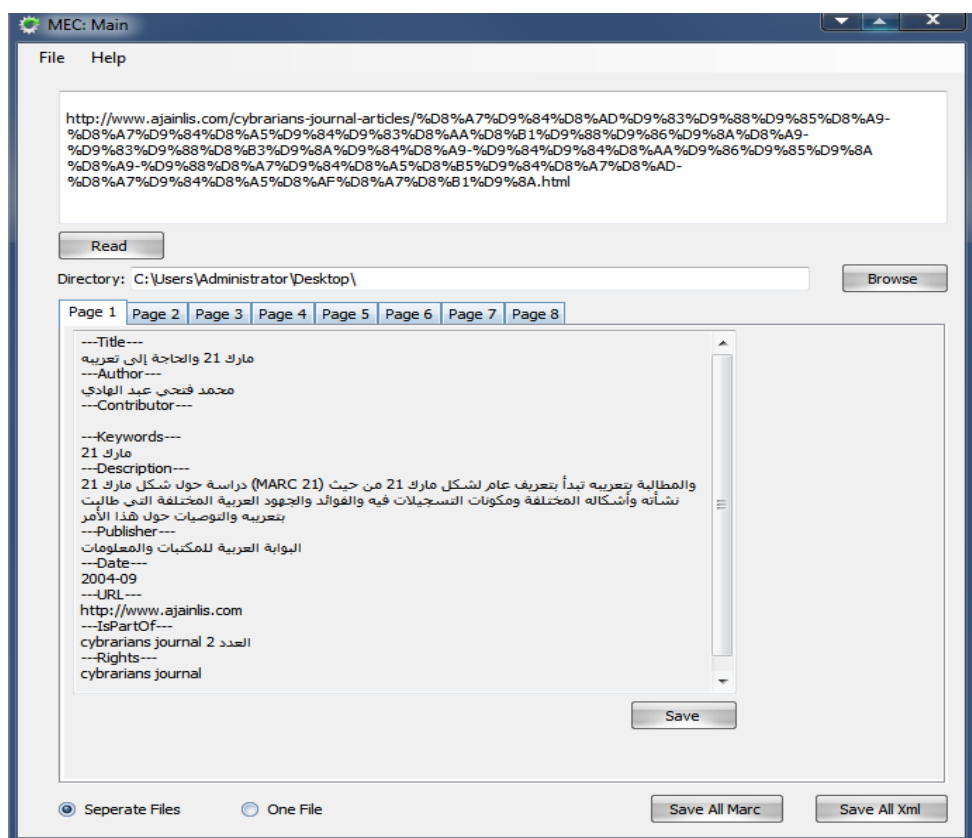 MEC: Main
File Help
http://www.ajainlis.com/cybrarians-journal-articles/%D8%A7%D9%84%D8%AD%D9%83%D9%88%D9%85%D8%A9-
%D8%A7%D9%84%D8%A5%D9%84%D9%83%D8%AA%D8%B1%D9%88%D9%86%D9%8A%D8%A9-
%D9%83%D9%88%D8%B3%D9%8A%D9%84%D8%A9-%D9%84%D9%84%D8%AA%D9%86%D9%85%D9%8A
%D8%A9-%D9%88%D8%A7%D9%84%D8%A5%D8%B5%D9%84%D8%A7%D8%AD-
%D8%A7%D9%84%D8%A5%D8%AF%D8%A7%D8%B1%D9%8A.html
Read
Directory: C:\Users\Administrator\Desktop\ Browse
Page 1 Page 2 Page 3 Page 4 Page 5 Page 6 Page 7 Page 8
---Title---
مارك 21 والحاجة إلى تعريبه
---Author---
محمد فتحي عبد الهادي
---Contributor---
---Keywords---
مارك 21
---Description---
والمطالبة بتعريبه تبدأ بتعريف عام لشكل مارك 21 من حيث (MARC 21) دراسة حول شكل مارك 21
نشأته وأشكاله المختلفة ومكونات التسجيلات فيه والفوائد والجهود العربية المختلفة التي طالبت
بتعريبه والتوصيات حول هذا الأمر
---Publisher---
البوابة العربية للمكتبات والمعلومات
---Date---
2004-09
---URL---
http://www.ajainlis.com
---IsPartOf---
cybrarians journal العدد 2
---Rights---
cybrarians journal
Save
Seperate Files One File Save All Marc Save All Xml